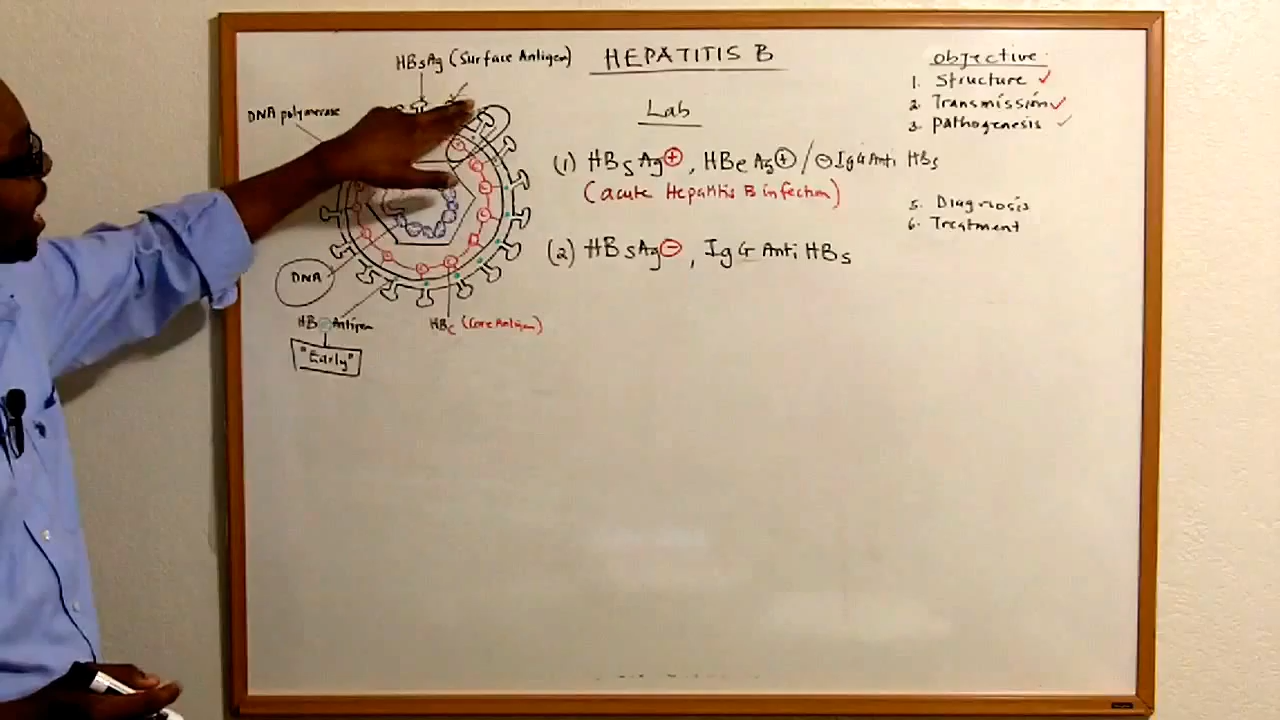 HEPATITIS B
HBsAg (Surface Antigen)
DNA polymerase
DNA
HBe Antigen
"Early"
HBc (Core Antigen)
Lab
(1) HBsAg⊕, HBeAg⊕/⊖IgG Anti HBs
(acute Hepatitis B infection)
(2) HBsAg⊖, IgG Anti HBs
Objective
1. Structure ✓
2. Transmission ✓
3. Pathogenesis ✓
5. Diagnosis
6. Treatment